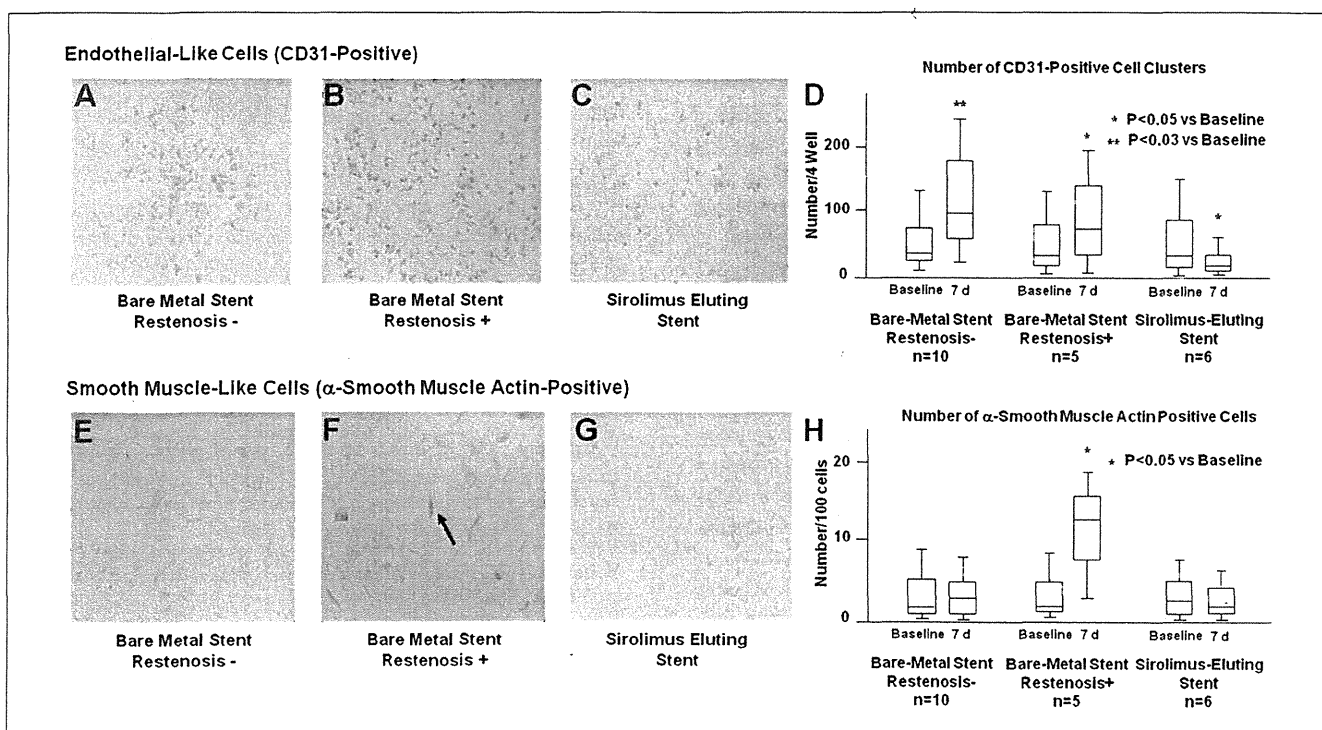 Endothelial-Like Cells (CD31-Positive)
A
B
C
Bare Metal Stent
Restenosis -
Bare Metal Stent
Restenosis +
Sirolimus Eluting
Stent
D
Number of CD31-Positive Cell Clusters
* P<0.05 vs Baseline
** P<0.03 vs Baseline
Number/4 Well
200
100
0
**
*
*
Baseline 7 d
Baseline 7 d
Baseline 7 d
Bare-Metal Stent
Restenosis-
n=10
Bare-Metal Stent
Restenosis+
n=5
Sirolimus-Eluting
Stent
n=6
Smooth Muscle-Like Cells (α-Smooth Muscle Actin-Positive)
E
F
G
Bare Metal Stent
Restenosis -
Bare Metal Stent
Restenosis +
Sirolimus Eluting
Stent
H
Number of α-Smooth Muscle Actin Positive Cells
* P<0.05 vs Baseline
Number/100 cells
20
10
0
*
Baseline 7 d
Baseline 7 d
Baseline 7 d
Bare-Metal Stent
Restenosis-
n=10
Bare-Metal Stent
Restenosis+
n=5
Sirolimus-Eluting
Stent
n=6